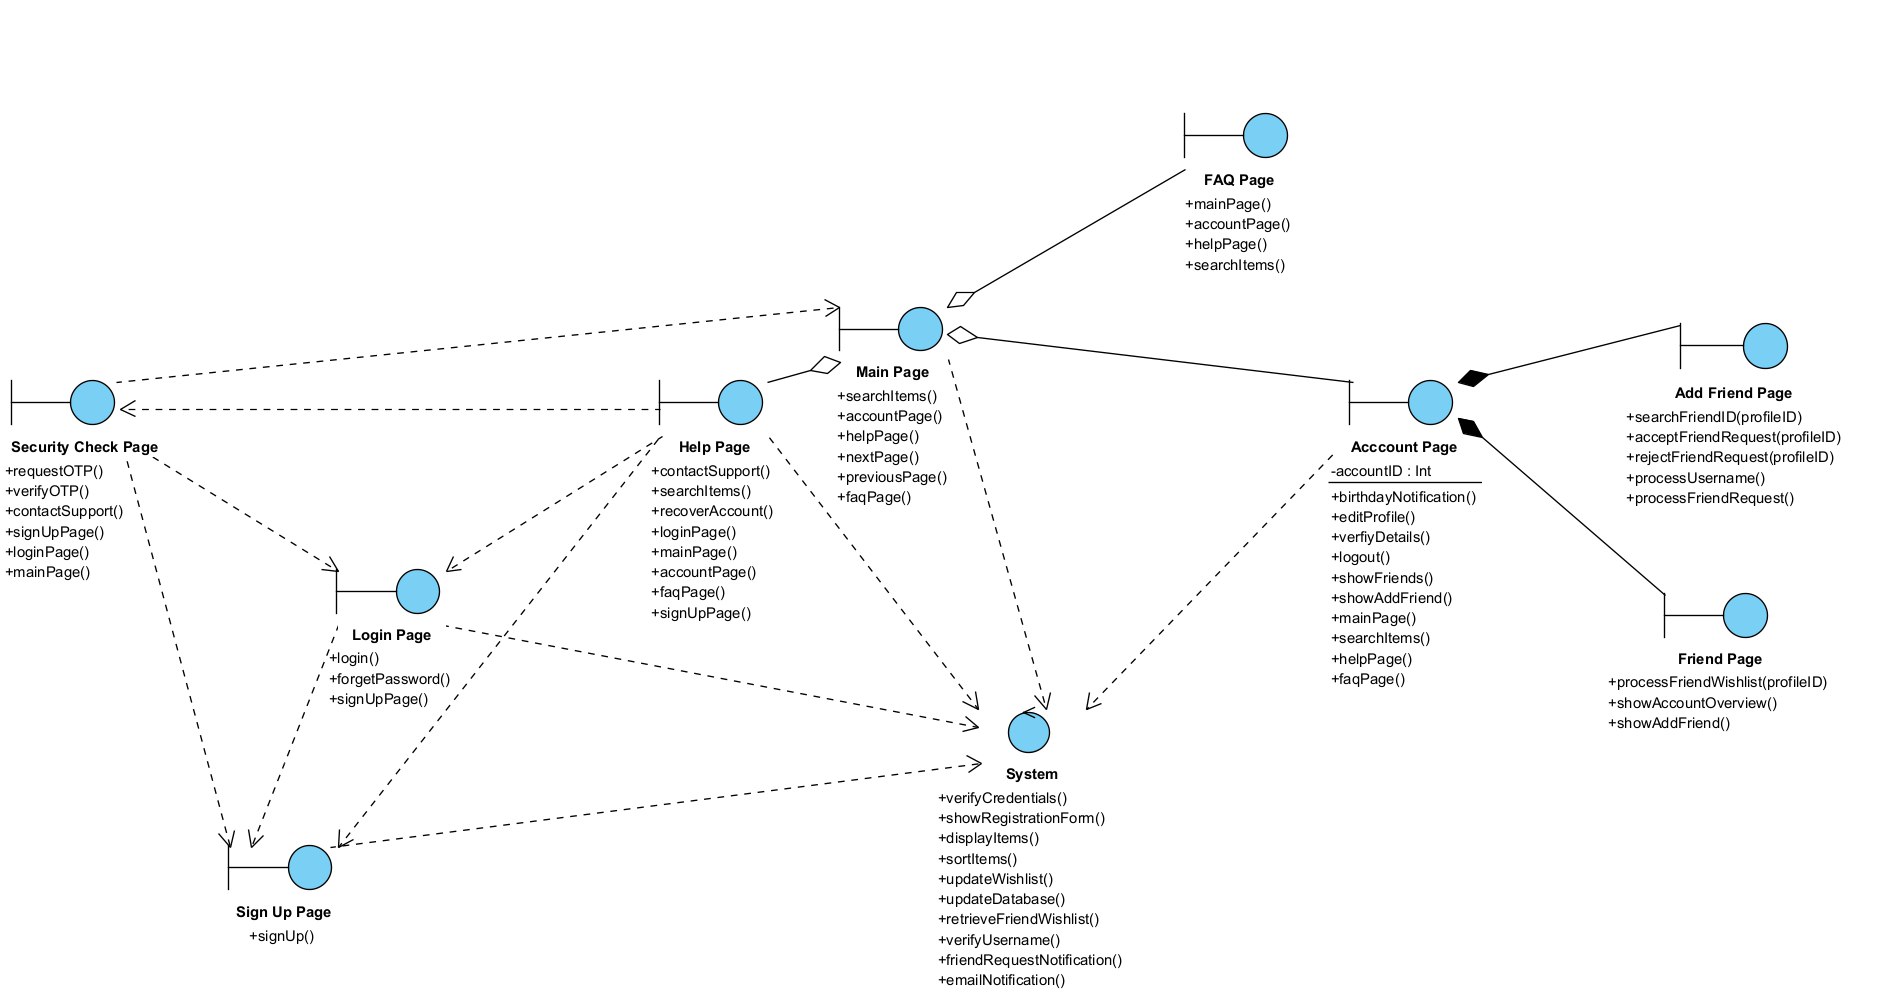 FAQ Page
+mainPage()
+accountPage()
+helpPage()
+searchItems()
Main Page
+searchItems()
+accountPage()
+helpPage()
+nextPage()
+previousPage()
+faqPage()
Add Friend Page
+searchFriendID(profileID)
+acceptFriendRequest(profileID)
+rejectFriendRequest(profileID)
+processUsername()
+processFriendRequest()
Security Check Page
+requestOTP()
+verifyOTP()
+contactSupport()
+signUpPage()
+loginPage()
+mainPage()
Help Page
+contactSupport()
+searchItems()
+recoverAccount()
+loginPage()
+mainPage()
+accountPage()
+faqPage()
+signUpPage()
Acccount Page
-accountID : Int
+birthdayNotification()
+editProfile()
+verfiyDetails()
+logout()
+showFriends()
+showAddFriend()
+mainPage()
+searchItems()
+helpPage()
+faqPage()
Login Page
+login()
+forgetPassword()
+signUpPage()
Friend Page
+processFriendWishlist(profileID)
+showAccountOverview()
+showAddFriend()
System
+verifyCredentials()
+showRegistrationForm()
+displayItems()
+sortItems()
+updateWishlist()
+updateDatabase()
+retrieveFriendWishlist()
+verifyUsername()
+friendRequestNotification()
+emailNotification()
Sign Up Page
+signUp()